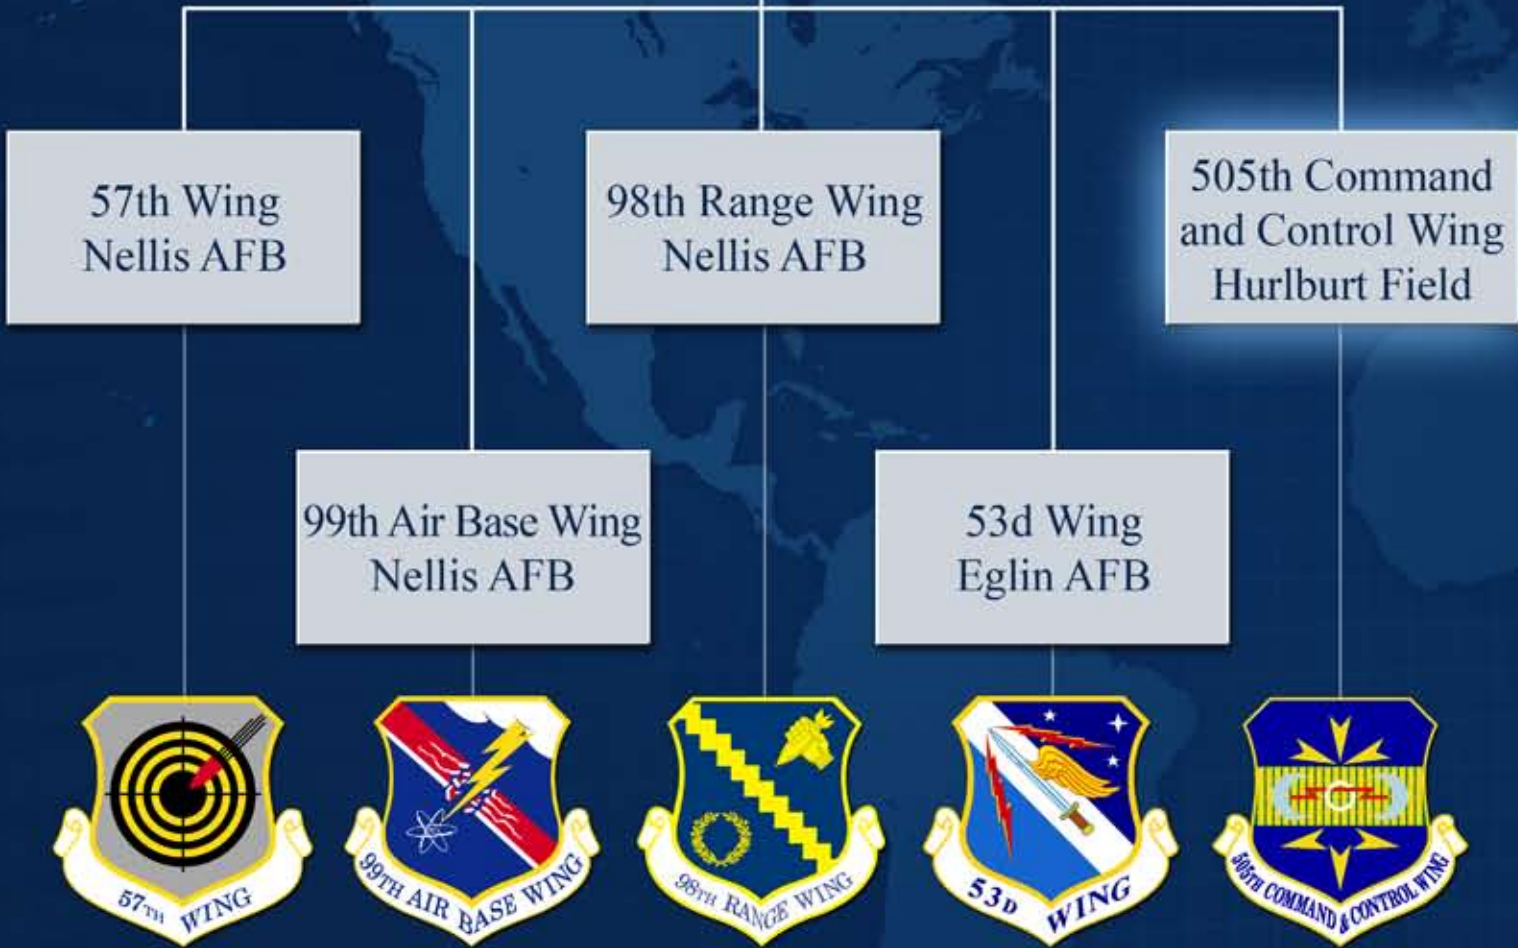 57th Wing
Nellis AFB
98th Range Wing
Nellis AFB
505th Command
and Control Wing
Hurlburt Field
99th Air Base Wing
Nellis AFB
53d Wing
Eglin AFB
57TH WING
99TH AIR BASE WING
98TH RANGE WING
53D WING
505TH COMMAND & CONTROL WING